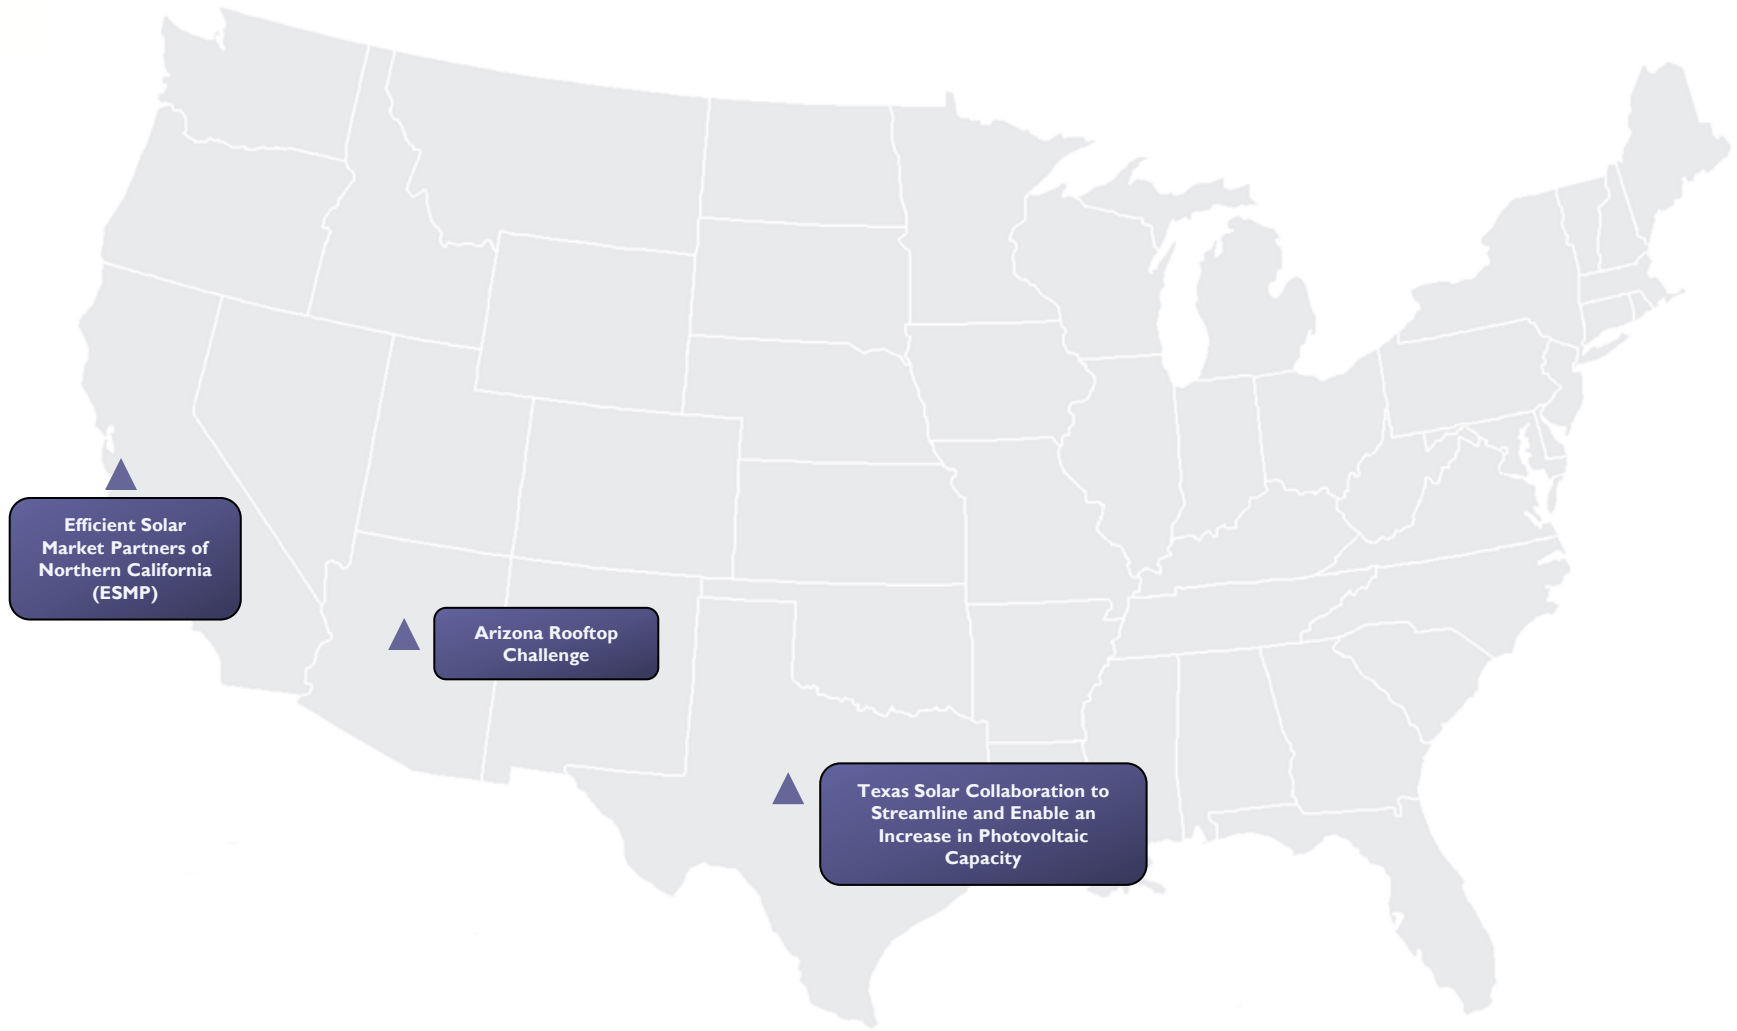 Efficient Solar
Market Partners of
Northern California
(ESMP)
Arizona Rooftop
Challenge
Texas Solar Collaboration to
Streamline and Enable an
Increase in Photovoltaic
Capacity